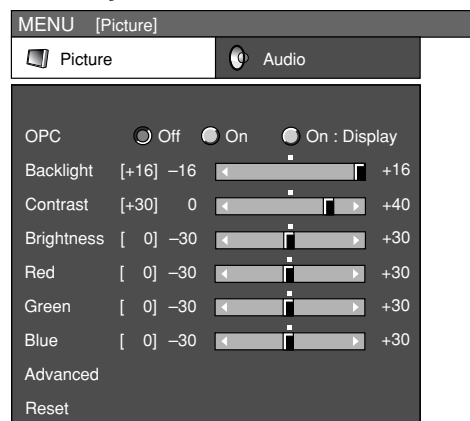 MENU [Picture]
Picture Audio
OPC Off On On : Display
Backlight [+16] –16 +16
Contrast [+30] 0 +40
Brightness [ 0] –30 +30
Red [ 0] –30 +30
Green [ 0] –30 +30
Blue [ 0] –30 +30
Advanced
Reset